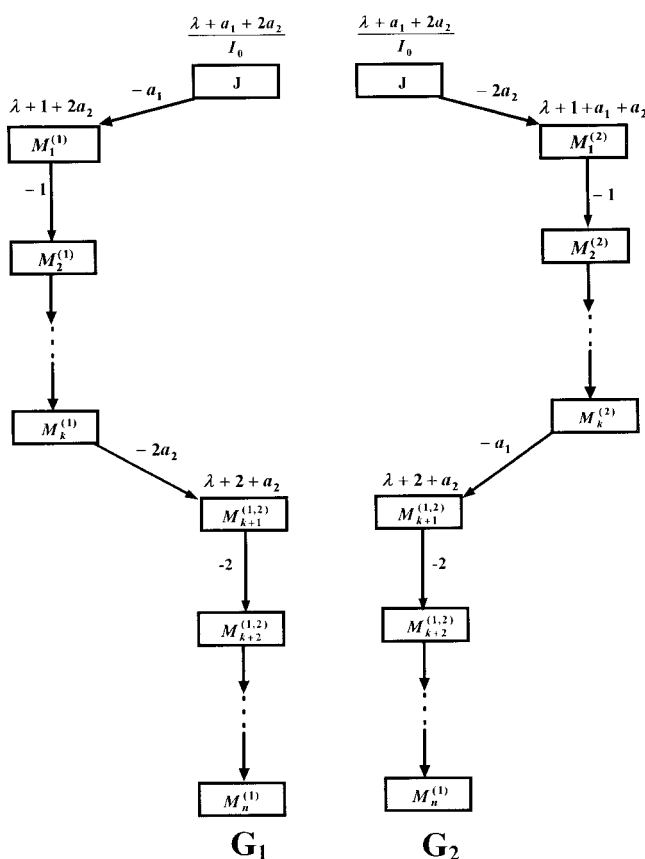 λ + a₁ + 2a₂ / I₀
J
− a₁
λ + 1 + 2a₂
M₁⁽¹⁾
− 1
M₂⁽¹⁾
Mₖ⁽¹⁾
− 2a₂
λ + 2 + a₂
Mₖ₊₁⁽¹,²⁾
-2
Mₖ₊₂⁽¹,²⁾
Mₙ⁽¹⁾
G₁
λ + a₁ + 2a₂ / I₀
J
− 2a₂
λ + 1 + a₁ + a₂
M₁⁽²⁾
− 1
M₂⁽²⁾
Mₖ⁽²⁾
− a₁
λ + 2 + a₂
Mₖ₊₁⁽¹,²⁾
-2
Mₖ₊₂⁽¹,²⁾
Mₙ⁽¹⁾
G₂